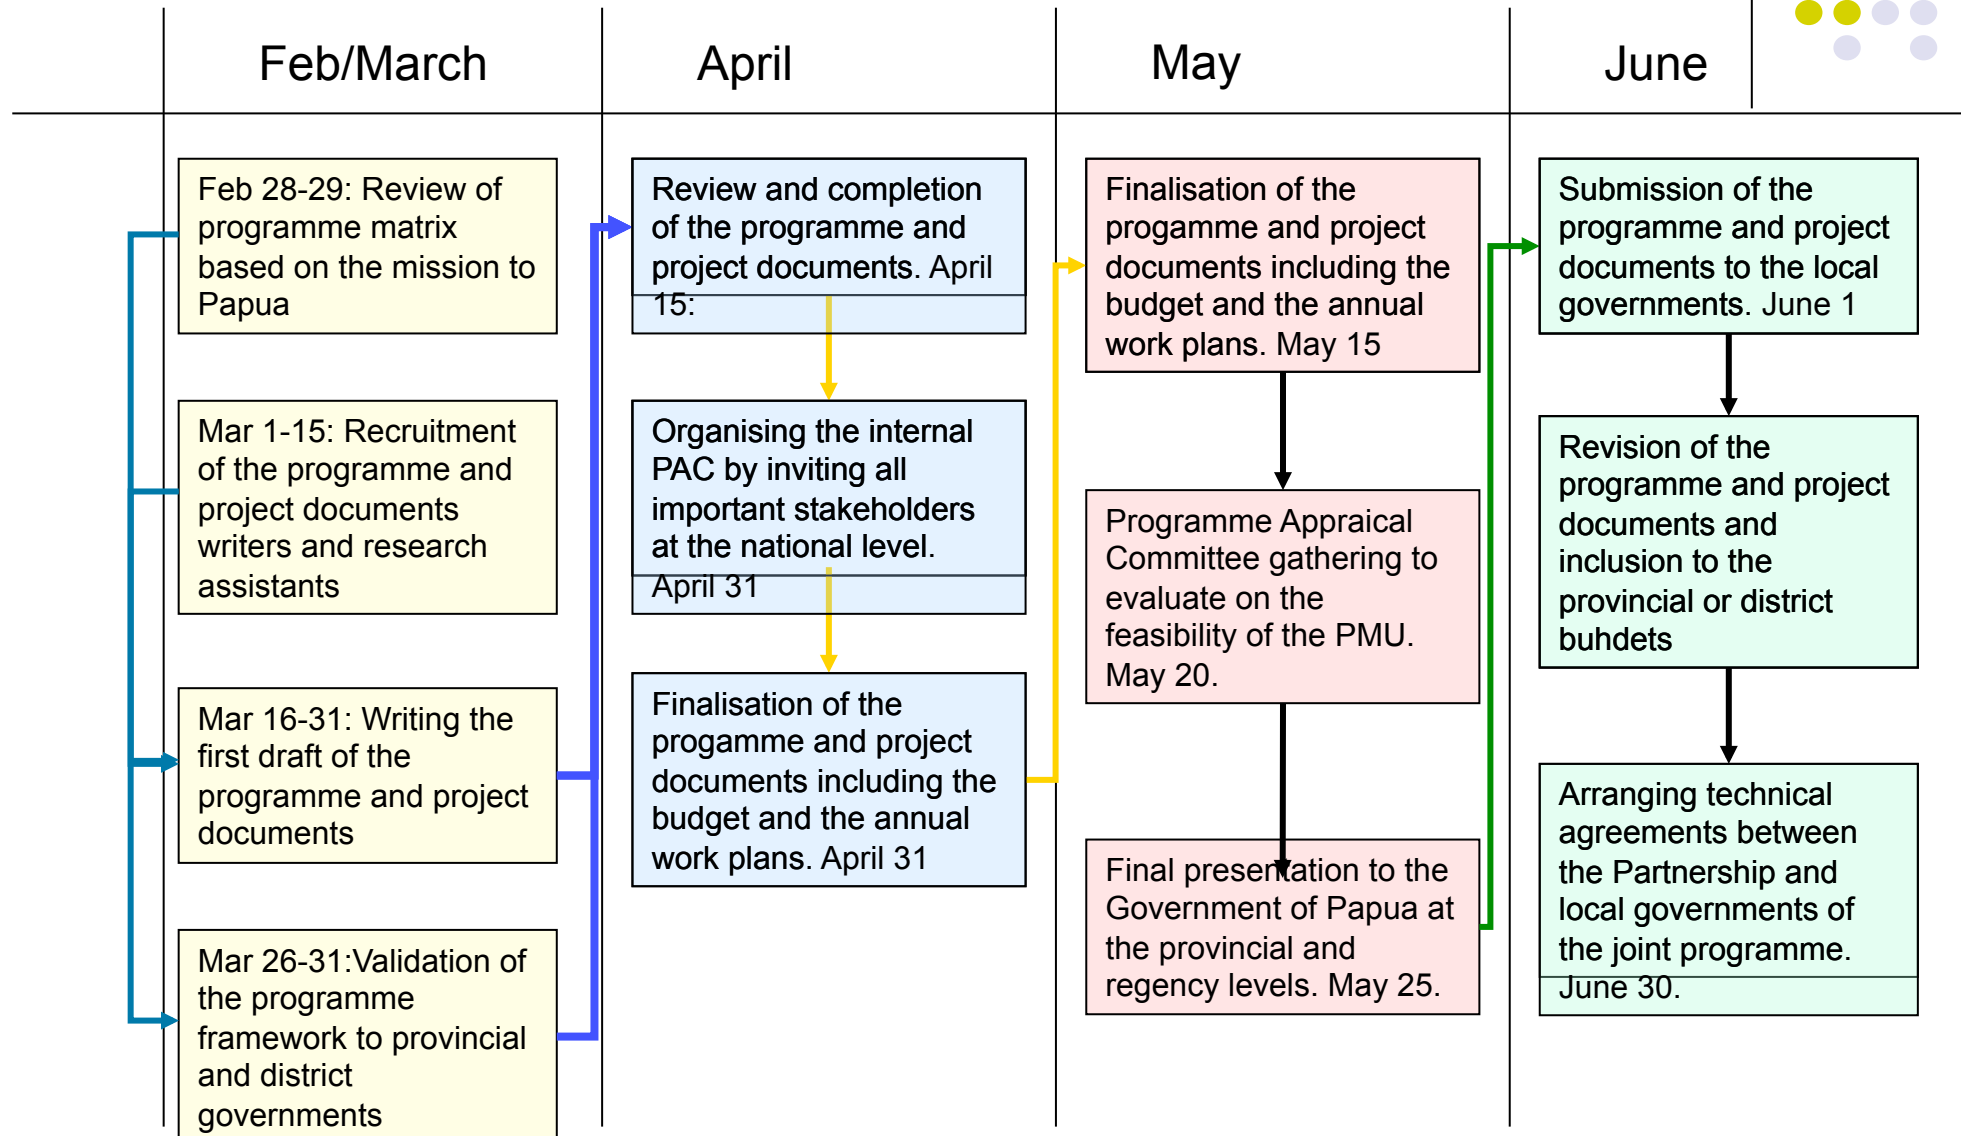 Feb/March
April
May
June
Feb 28-29: Review of
programme matrix
based on the mission to
Papua
Mar 1-15: Recruitment
of the programme and
project documents
writers and research
assistants
Mar 16-31: Writing the
first draft of the
programme and project
documents
Mar 26-31:Validation of
the programme
framework to provincial
and district
governments
Review and completion
of the programme and
project documents. April
15:
Organising the internal
PAC by inviting all
important stakeholders
at the national level.
April 31
Finalisation of the
progamme and project
documents including the
budget and the annual
work plans. April 31
Finalisation of the
progamme and project
documents including the
budget and the annual
work plans. May 15
Programme Appraical
Committee gathering to
evaluate on the
feasibility of the PMU.
May 20.
Final presentation to the
Government of Papua at
the provincial and
regency levels. May 25.
Submission of the
programme and project
documents to the local
governments. June 1
Revision of the
programme and project
documents and
inclusion to the
provincial or district
buhdets
Arranging technical
agreements between
the Partnership and
local governments of
the joint programme.
June 30.